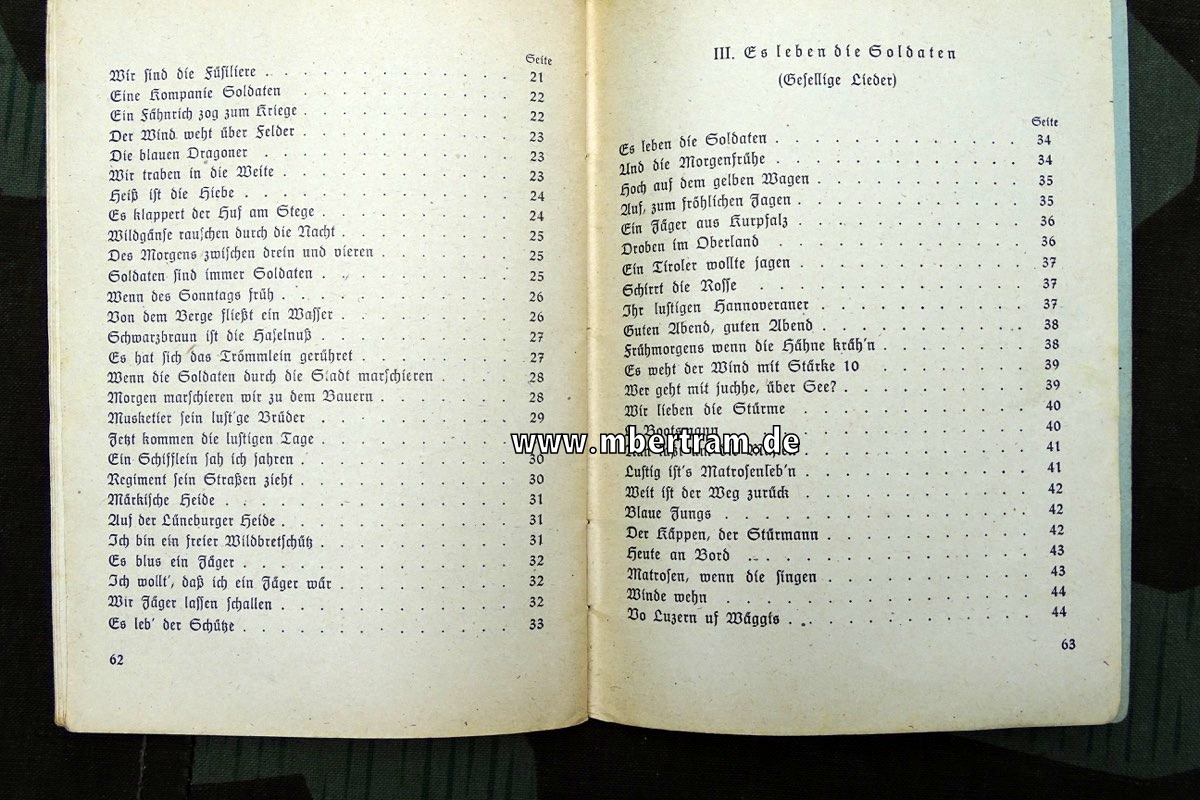 Seite
Wir sind die Füsiliere . . . . . . . . . . . . . 21
Eine Kompanie Soldaten . . . . . . . . . . . . 22
Ein Fähnrich zog zum Kriege . . . . . . . . . . . 22
Der Wind weht über Felder . . . . . . . . . . . 23
Die blauen Dragoner . . . . . . . . . . . . . 23
Wir traben in die Weite . . . . . . . . . . . . 23
Heiß ist die Hiebe . . . . . . . . . . . . . . 24
Es klappert der Huf am Stege . . . . . . . . . . 24
Wildgänse rauschen durch die Nacht . . . . . . . . . 25
Des Morgens zwischen drein und vieren . . . . . . . 25
Soldaten sind immer Soldaten . . . . . . . . . . 25
Wenn des Sonntags früh . . . . . . . . . . . . 26
Von dem Berge fließt ein Wasser . . . . . . . . . 26
Schwarzbraun ist die Haselnuß . . . . . . . . . . 27
Es hat sich das Trömmlein gerühret . . . . . . . . 27
Wenn die Soldaten durch die Stadt marschieren . . . . . 28
Morgen marschieren wir zu dem Bauern . . . . . . . 28
Musketier sein lust'ge Brüder . . . . . . . . . . 29
Jetzt kommen die lustigen Tage . . . . . . . . .
Ein Schifflein sah ich fahren . . . . . . . . . . 30
Regiment sein Straßen zieht . . . . . . . . . . . 30
Märkische Heide . . . . . . . . . . . . . . 31
Auf der Lüneburger Heide . . . . . . . . . . . . 31
Ich bin ein freier Wildbretschütz . . . . . . . . . 31
Es blus ein Jäger . . . . . . . . . . . . . . 32
Ich wollt', daß ich ein Jäger wär . . . . . . . . . 32
Wir Jäger lassen schallen . . . . . . . . . . . . 32
Es leb' der Schütze . . . . . . . . . . . . . 33
62
III. Es leben die Soldaten
(Gesellige Lieder)
Seite
Es leben die Soldaten . . . . . . . . . . . . . 34
Und die Morgenfrühe . . . . . . . . . . . . . 34
Hoch auf dem gelben Wagen . . . . . . . . . . . 35
Auf, zum fröhlichen Jagen . . . . . . . . . . . . 35
Ein Jäger aus Kurpfalz . . . . . . . . . . . . 36
Droben im Oberland . . . . . . . . . . . . . 36
Ein Tiroler wollte jagen . . . . . . . . . . . . 37
Schirrt die Rosse . . . . . . . . . . . . . . 37
Ihr lustigen Hannoveraner . . . . . . . . . . . 37
Guten Abend, guten Abend . . . . . . . . . . . 38
Frühmorgens wenn die Hähne kräh'n . . . . . . . . 38
Es weht der Wind mit Stärke 10 . . . . . . . . . 39
Wer geht mit juchhe, über See? . . . . . . . . . . 39
Wir lieben die Stürme . . . . . . . . . . . . 40
Bootsmann . . . . . . . . . . . . . 40
. . . . . . . . . . . 41
Lustig ist's Matrosenleb'n . . . . . . . . . . . 41
Weit ist der Weg zurück . . . . . . . . . . . . 42
Blaue Jungs . . . . . . . . . . . . . . . 42
Der Käppen, der Stürmann . . . . . . . . . . . 42
Heute an Bord . . . . . . . . . . . . . . 43
Matrosen, wenn die singen . . . . . . . . . . . 43
Winde wehn . . . . . . . . . . . . . . . 44
Vo Luzern uf Wäggis . . . . . . . . . . . . . 44
63
www.mbertram.de